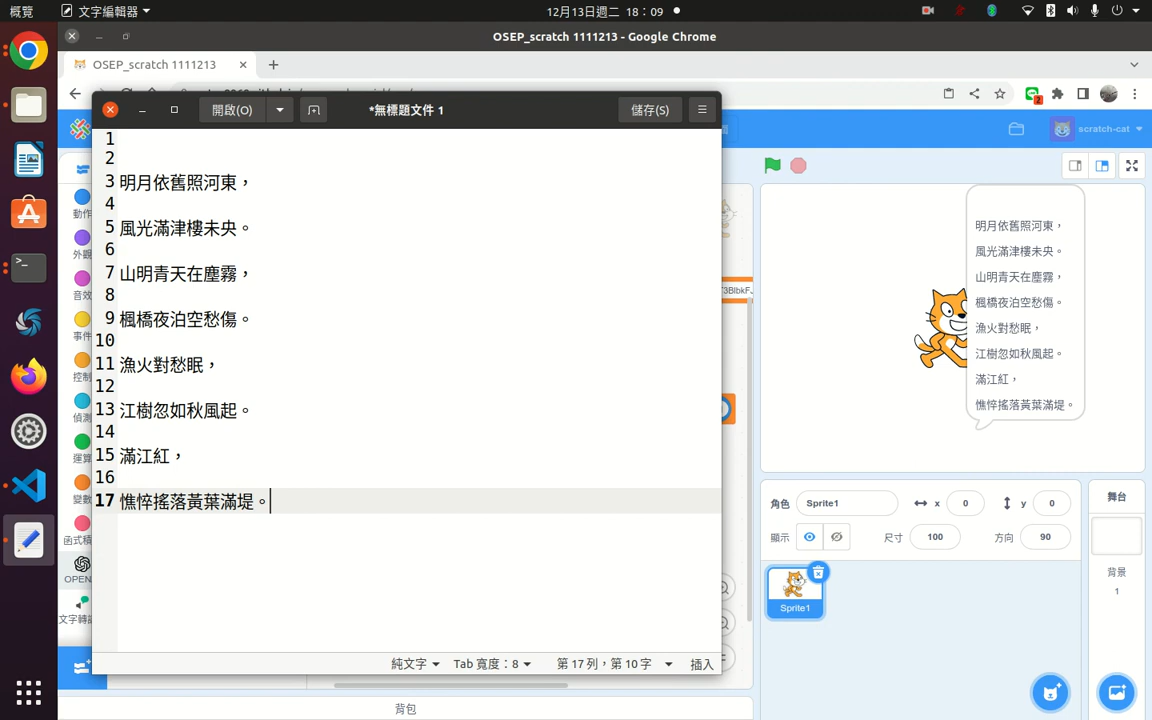 概覽
文字編輯器
12月13日週二 18：09
OSEP_scratch 1111213 - Google Chrome
OSEP_scratch 1111213
開啟(O)
*無標題文件 1
儲存(S)
scratch-cat
2
1
2
3 明月依舊照河東，
4
5 風光滿津樓未央。
6
7 山明青天在塵霧，
8
9 楓橋夜泊空愁傷。
10
11 漁火對愁眠，
12
13 江樹忽如秋風起。
14
15 滿江紅，
16
17 憔悴搖落黃葉滿堤。
純文字
Tab 寬度：8
第 17 列，第 10 字
插入
動作
外觀
音效
事件
控制
偵測
運算
變數
函式積
OPEN
文字轉
明月依舊照河東，
風光滿津樓未央。
山明青天在塵霧，
楓橋夜泊空愁傷。
漁火對愁眠，
江樹忽如秋風起。
滿江紅，
憔悴搖落黃葉滿堤。
角色 Sprite1 x 0 y 0
顯示 尺寸 100 方向 90
Sprite1
舞台
背景
1
背包